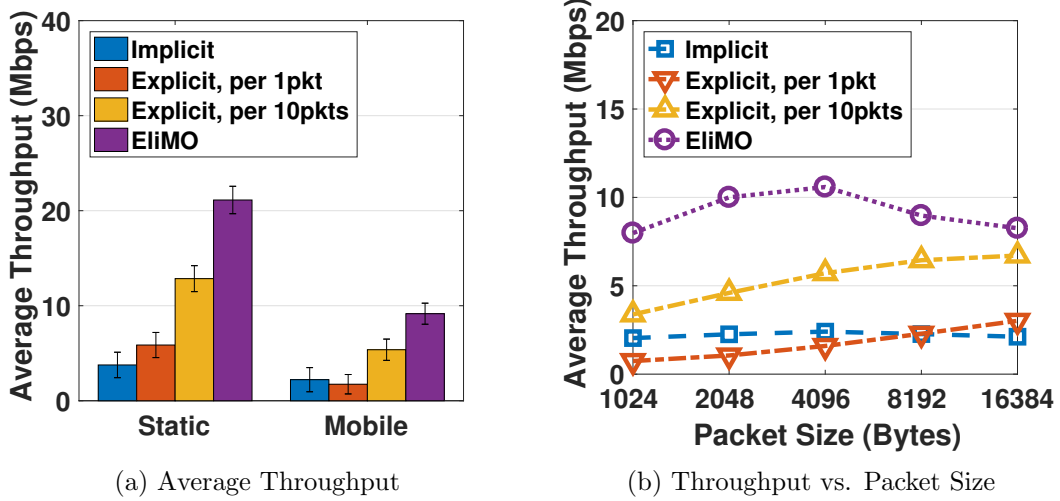 Average Throughput (Mbps)
40
30
20
10
0
Implicit
Explicit, per 1pkt
Explicit, per 10pkts
EliMO
Static Mobile
(a) Average Throughput
Average Throughput (Mbps)
20
15
10
5
0
Implicit
Explicit, per 1pkt
Explicit, per 10pkts
EliMO
1024 2048 4096 8192 16384
Packet Size (Bytes)
(b) Throughput vs. Packet Size